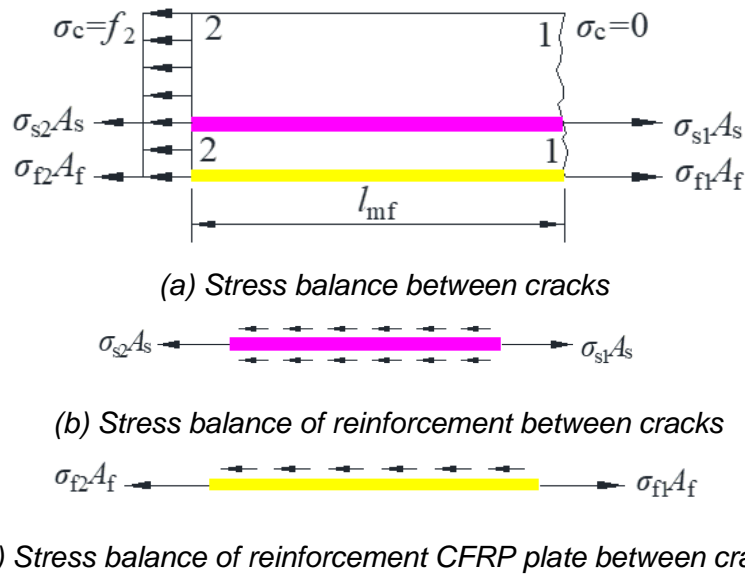 σc=f2 2 1 σc=0
σs2As σs1As
2 1
σf2Af σf1Af
lmf
(a) Stress balance between cracks
σs2As σs1As
(b) Stress balance of reinforcement between cracks
σf2Af σf1Af
) Stress balance of reinforcement CFRP plate between cra